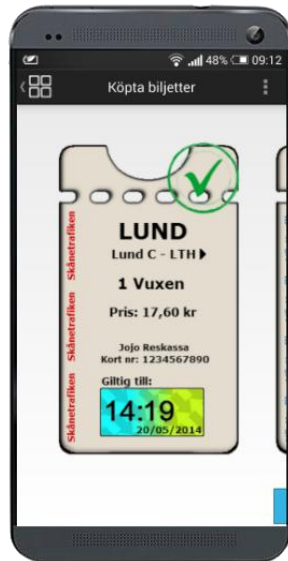 48% 09:12
Köpta biljetter
LUND
Lund C - LTH
1 Vuxen
Pris: 17,60 kr
Jojo Reskassa
Kort nr: 1234567890
Giltig till:
14:19
20/05/2014
Skånetrafiken
Skånetrafiken
Skånetrafiken